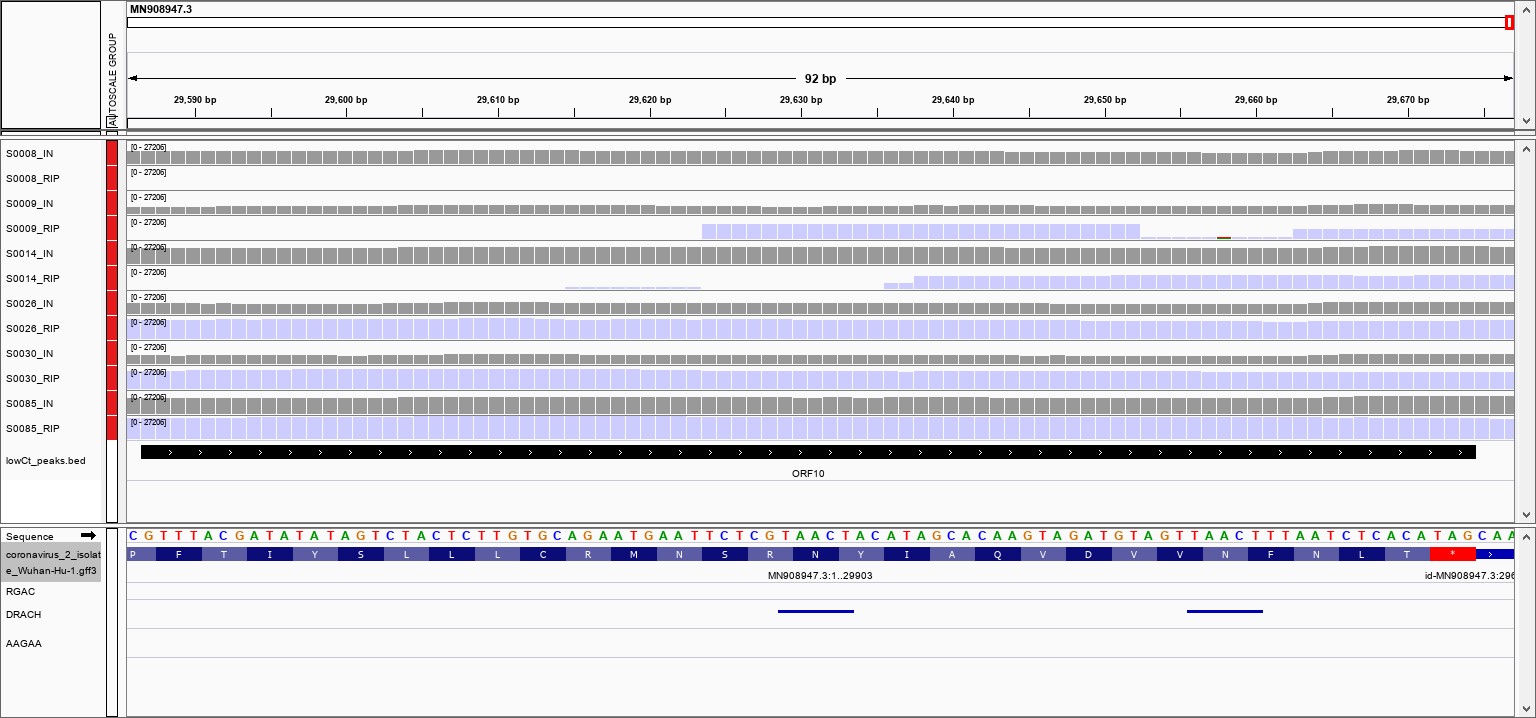 MN908947.3
AUTOSCALE GROUP
92 bp
29,590 bp 29,600 bp 29,610 bp 29,620 bp 29,630 bp 29,640 bp 29,650 bp 29,660 bp 29,670 bp
S0008_IN [0 - 27206]
S0008_RIP [0 - 27206]
S0009_IN [0 - 27206]
S0009_RIP [0 - 27206]
S0014_IN [0 - 27206]
S0014_RIP [0 - 27206]
S0026_IN [0 - 27206]
S0026_RIP [0 - 27206]
S0030_IN [0 - 27206]
S0030_RIP [0 - 27206]
S0085_IN [0 - 27206]
S0085_RIP [0 - 27206]
lowCt_peaks.bed
ORF10
Sequence C G T T T A C G A T A T A T A G T C T A C T C T T G T G C A G A A T G A A T T C T C G T A A C T A C A T A G C A C A A G T A G A T G T A G T T A A C T T T A A T C T C A C A T A G C A A
coronavirus_2_isolat P F T I Y S L L L C R M N S R N Y I A Q V D V V N F N L T *
e_Wuhan-Hu-1.gff3
MN908947.3:1..29903 id-MN908947.3:296
RGAC
DRACH
AAGAA